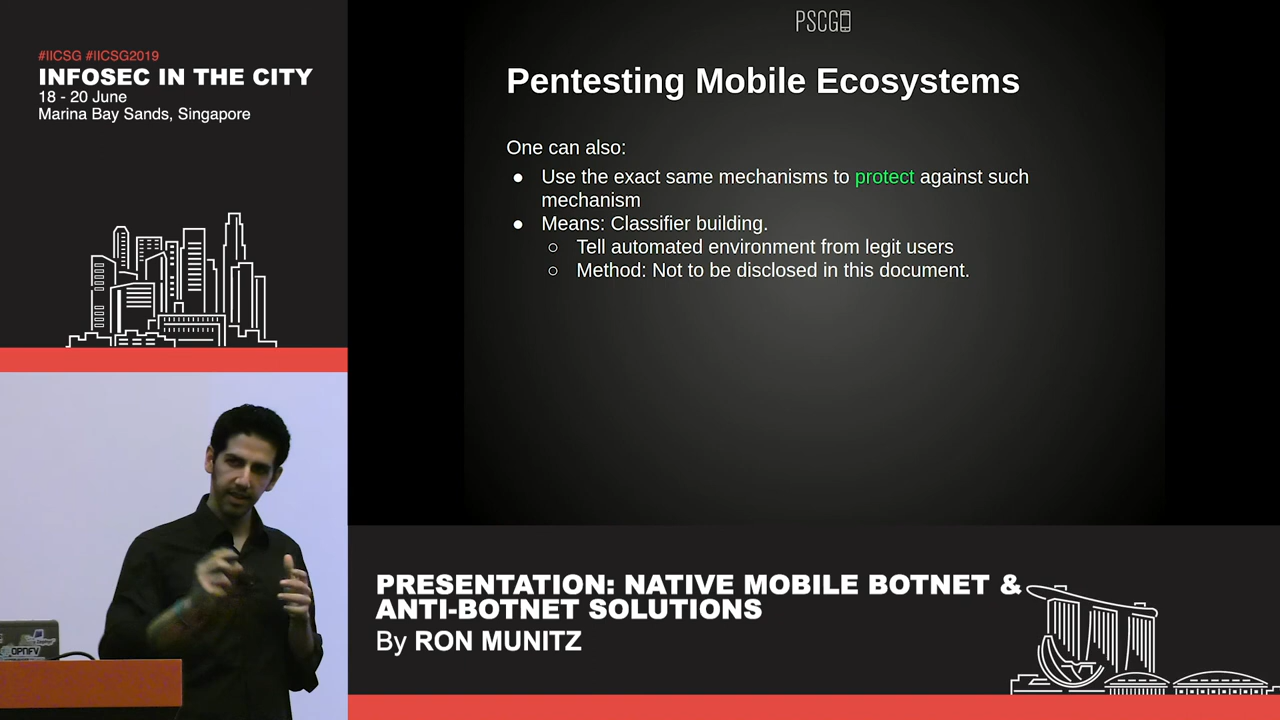 #IICSG #IICSG2019
INFOSEC IN THE CITY
18 - 20 June
Marina Bay Sands, Singapore
PSCG
Pentesting Mobile Ecosystems
One can also:
● Use the exact same mechanisms to protect against such
mechanism
● Means: Classifier building.
○ Tell automated environment from legit users
○ Method: Not to be disclosed in this document.
OPNFV
PRESENTATION: NATIVE MOBILE BOTNET &
ANTI-BOTNET SOLUTIONS
By RON MUNITZ